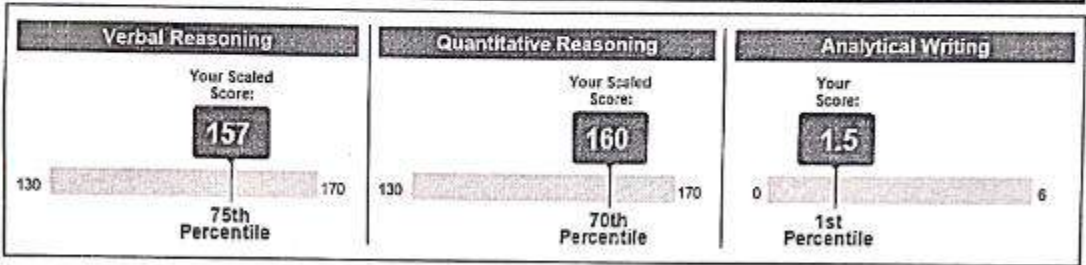 Verbal Reasoning
Your Scaled
Score:
157
130
170
75th
Percentile
Quantitative Reasoning
Your Scaled
Score:
160
130
170
70th
Percentile
Analytical Writing
Your
Score:
1.5
0
6
1st
Percentile